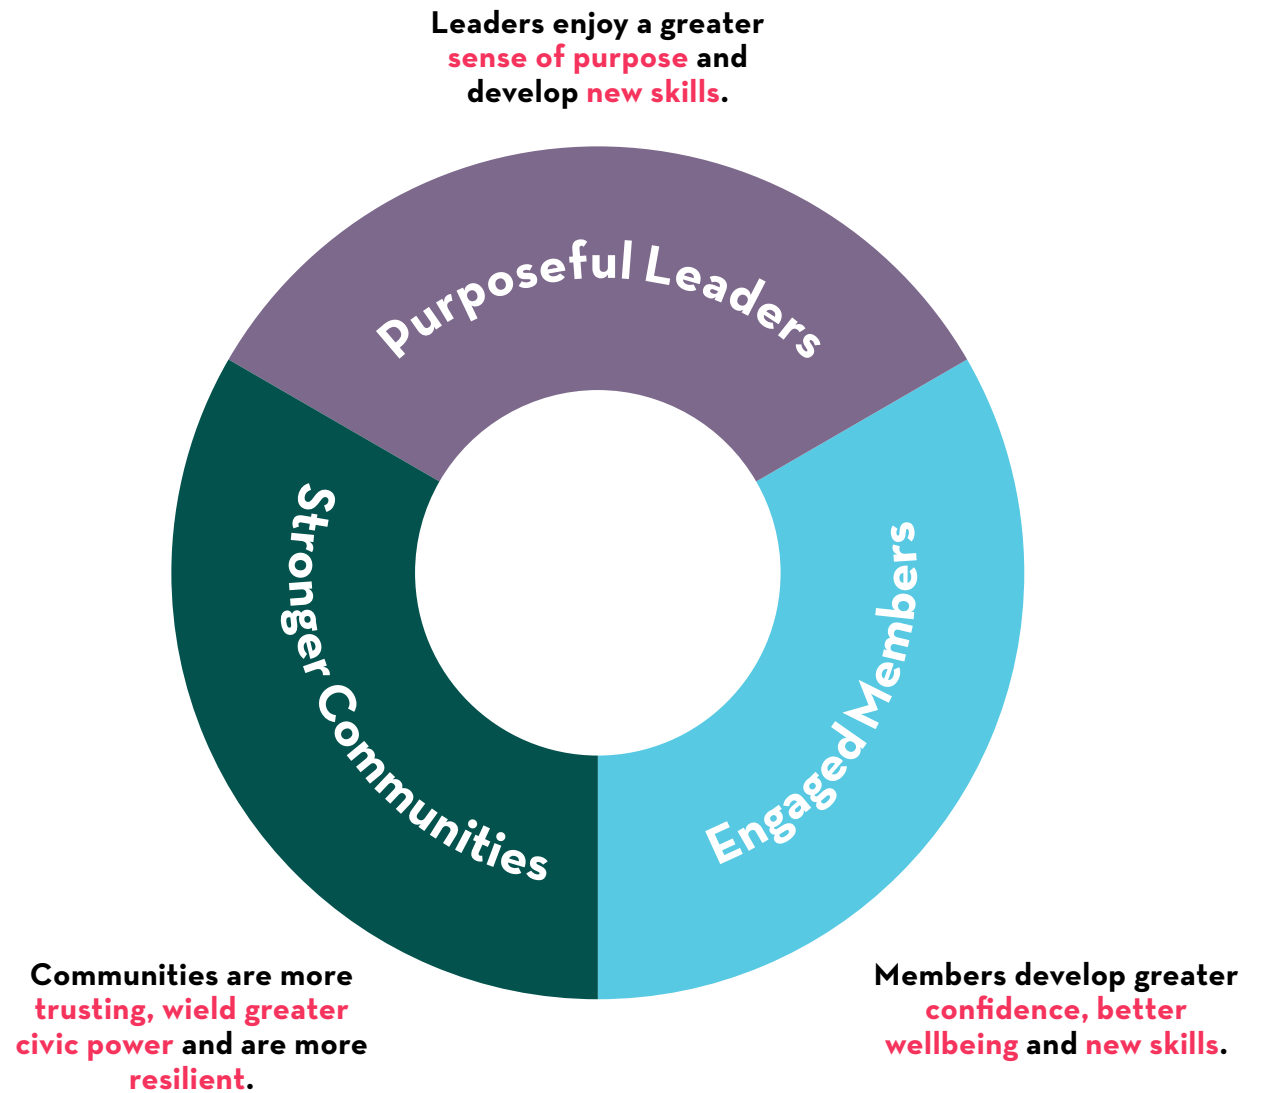 Leaders enjoy a greater
sense of purpose and
develop new skills.
Purposeful Leaders
Stronger Communities
Engaged Members
Communities are more
trusting, wield greater
civic power and are more
resilient.
Members develop greater
confidence, better
wellbeing and new skills.